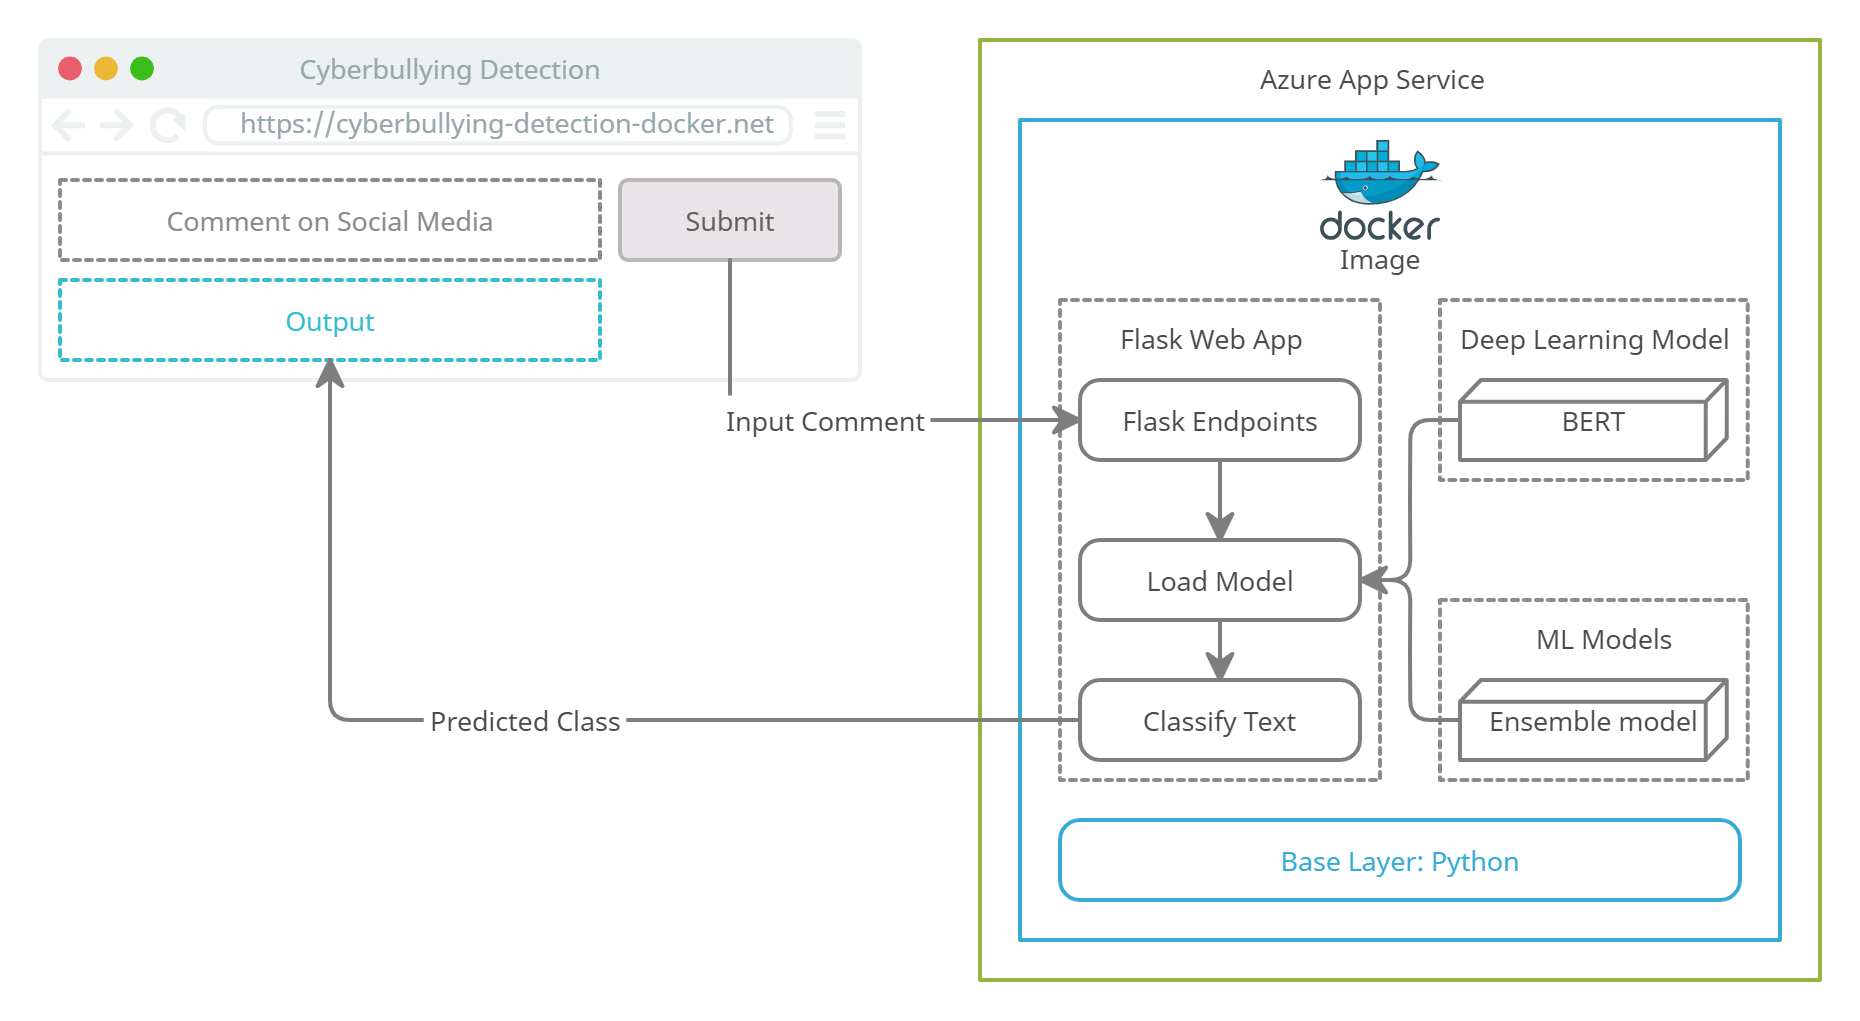 Cyberbullying Detection
https://cyberbullying-detection-docker.net
Comment on Social Media
Submit
Output
Input Comment
Predicted Class
Azure App Service
docker
Image
Flask Web App
Flask Endpoints
Load Model
Classify Text
Deep Learning Model
BERT
ML Models
Ensemble model
Base Layer: Python